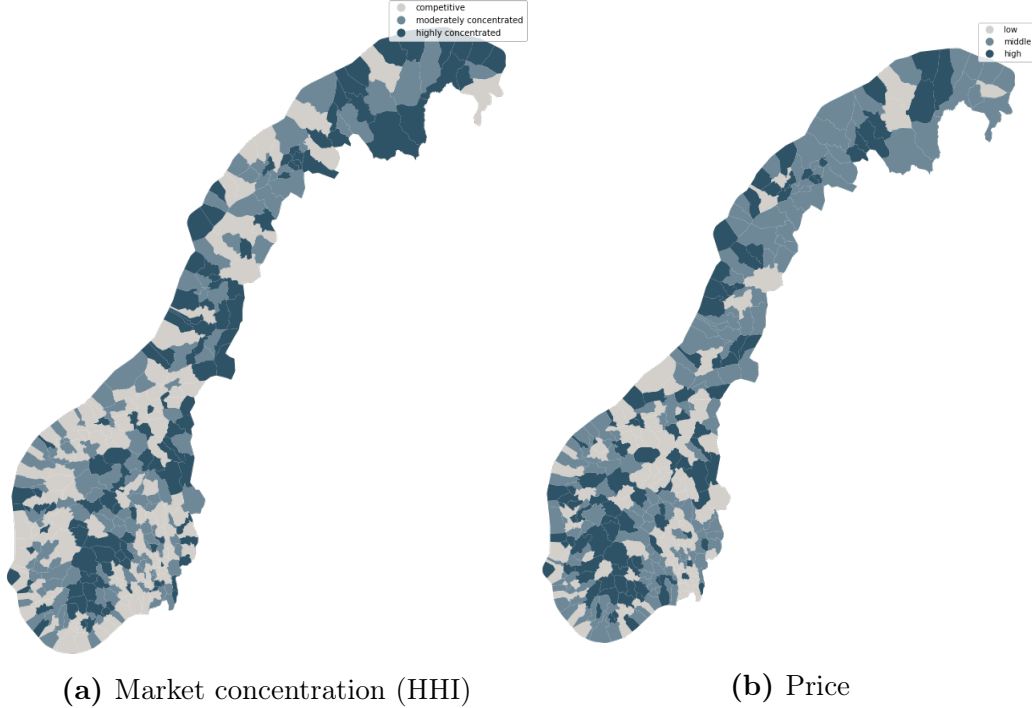 competitive
moderately concentrated
highly concentrated
low
middle
high
(a) Market concentration (HHI)
(b) Price